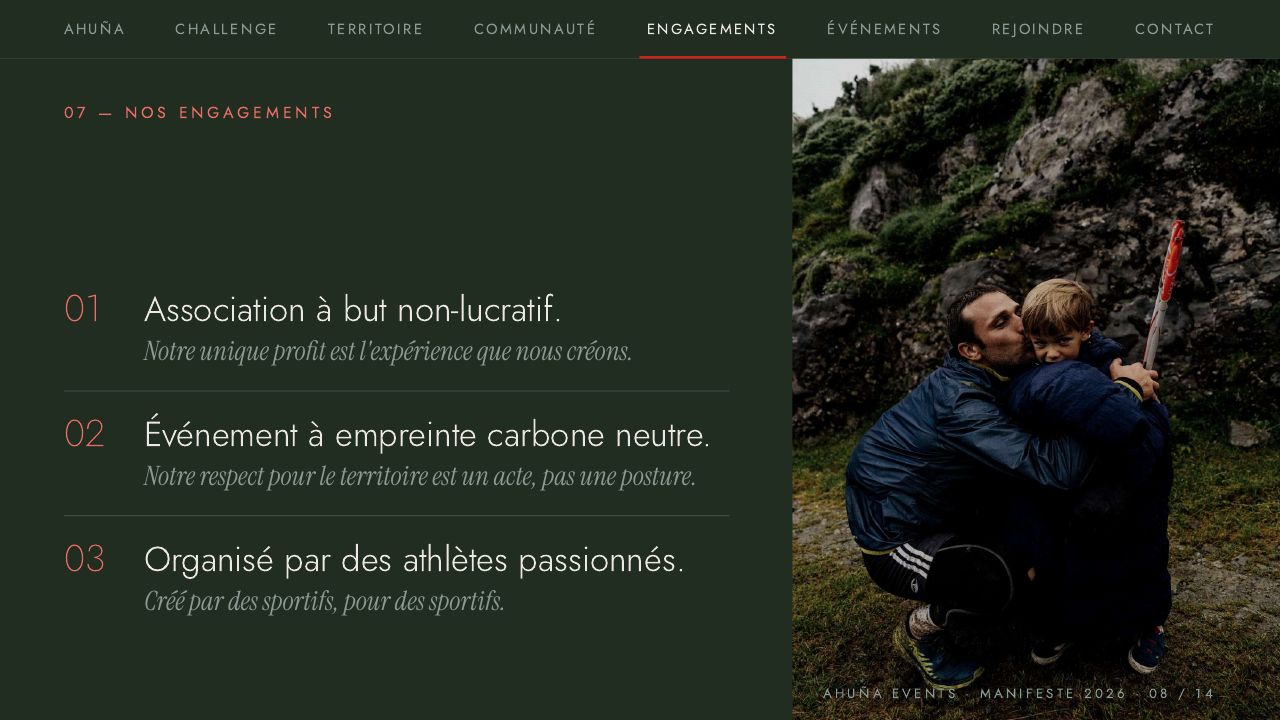 AHUÑA CHALLENGE TERRITOIRE COMMUNAUTÉ ENGAGEMENTS ÉVÉNEMENTS REJOINDRE CONTACT
07 — NOS ENGAGEMENTS
01 Association à but non-lucratif.
Notre unique profit est l'expérience que nous créons.
02 Événement à empreinte carbone neutre.
Notre respect pour le territoire est un acte, pas une posture.
03 Organisé par des athlètes passionnés.
Créé par des sportifs, pour des sportifs.
AHUÑA EVENTS · MANIFESTE 2026 · 08 / 14